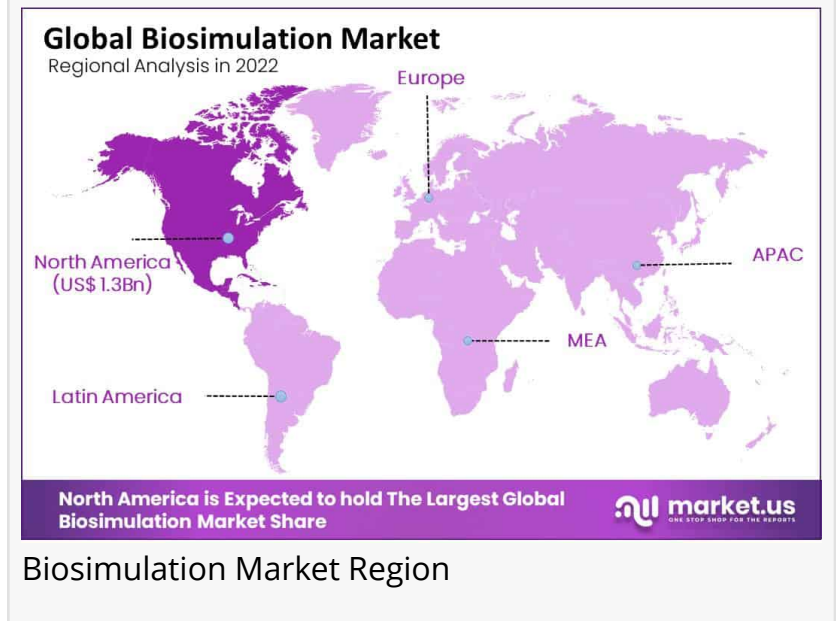 Global Biosimulation Market
Regional Analysis in 2022
Europe
North America
(US$ 1.3Bn)
APAC
MEA
Latin America
North America is Expected to hold The Largest Global
Biosimulation Market Share
market.us
ONE STOP SHOP FOR THE REPORTS
Biosimulation Market Region